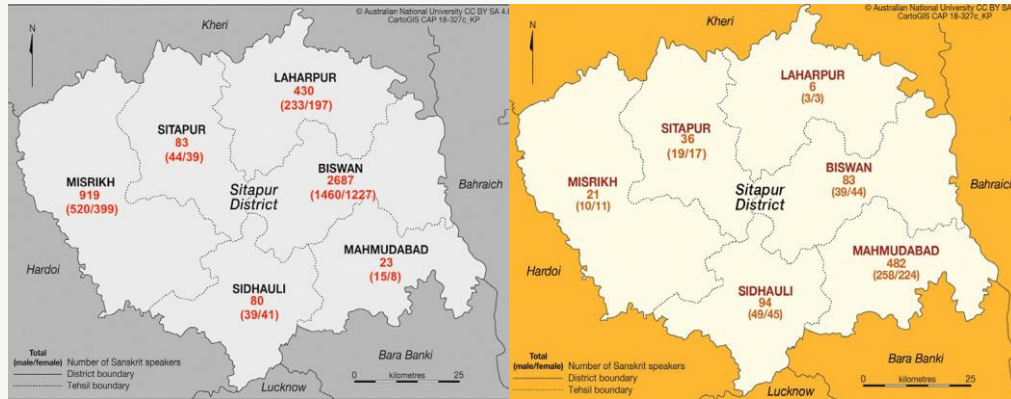 © Australian National University CC BY SA 4.
CartoGIS CAP 18-327c_KP
N
Kheri
LAHARPUR
430
(233/197)
SITAPUR
83
(44/39)
BISWAN
2687
(1460/1227)
MISRIKH
919
(520/399)
Sitapur
District
Bahraich
MAHMUDABAD
23
(15/8)
Hardoi
SIDHAULI
80
(39/41)
Bara Banki
Total
(male/female) Number of Sanskrit speakers
District boundary
Tehsil boundary
0 kilometres 25
Lucknow
© Australian National University CC BY SA
CartoGIS CAP 18-327c_KP
N
Kheri
LAHARPUR
6
(3/3)
SITAPUR
36
(19/17)
BISWAN
83
(39/44)
MISRIKH
21
(10/11)
Sitapur
District
Bahraich
MAHMUDABAD
482
(258/224)
Hardoi
SIDHAULI
94
(49/45)
Bara Banki
Total
(male/female) Number of Sanskrit speakers
District boundary
Tehsil boundary
0 kilometres 25
Lucknow